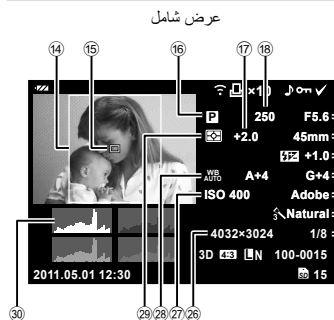 عرض شامل
⑭ ⑮ ⑯ ⑰ ⑱
×10
P 250 F5.6
+2.0 45mm
+1.0
WB AUTO A+4 G+4
ISO 400 Adobe
Natural
4032×3024 1/8
3D 4:3 LN 100-0015
2011.05.01 12:30 SD 15
㉚ ㉙ ㉘ ㉗ ㉖